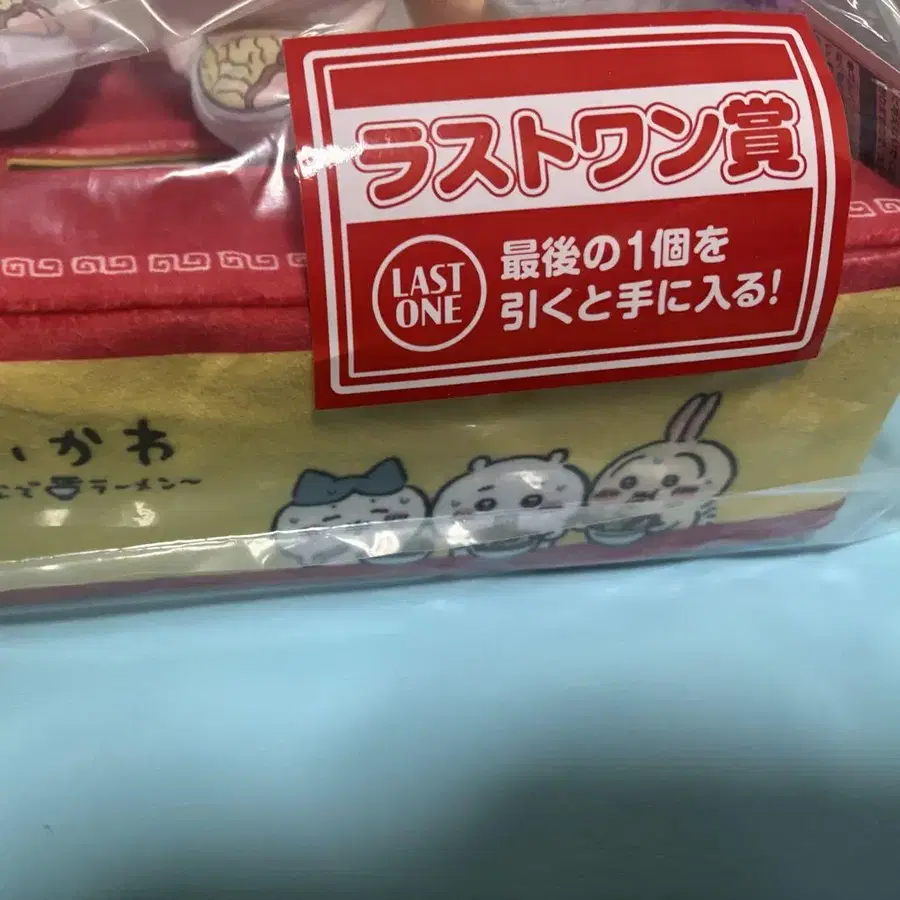 ラストワン賞
LAST
ONE
最後の1個を
引くと手に入る!
いかわ
ラーメン〜